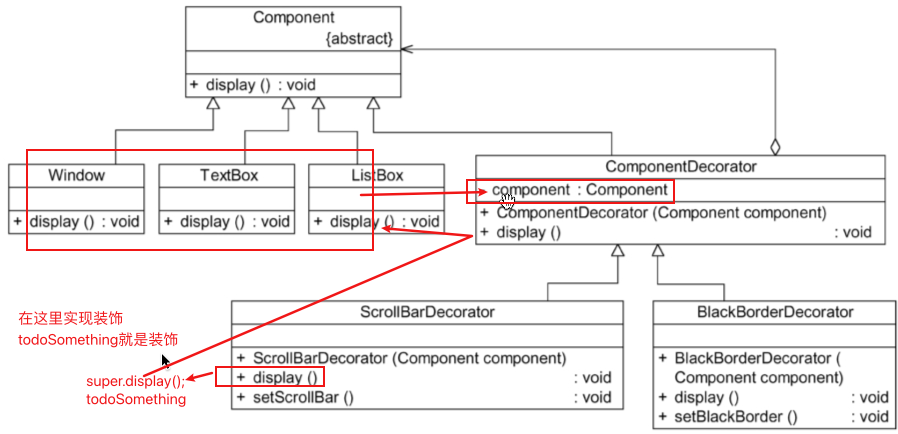 Component
{abstract}
+ display () : void
Window
+ display () : void
TextBox
+ display () : void
ListBox
+ display () : void
ComponentDecorator
- component : Component
+ ComponentDecorator (Component component)
+ display () : void
ScrollBarDecorator
+ ScrollBarDecorator (Component component)
+ display () : void
+ setScrollBar () : void
BlackBorderDecorator
+ BlackBorderDecorator (
Component component)
+ display () : void
+ setBlackBorder () : void
在这里实现装饰
todoSomething就是装饰
super.display();
todoSomething